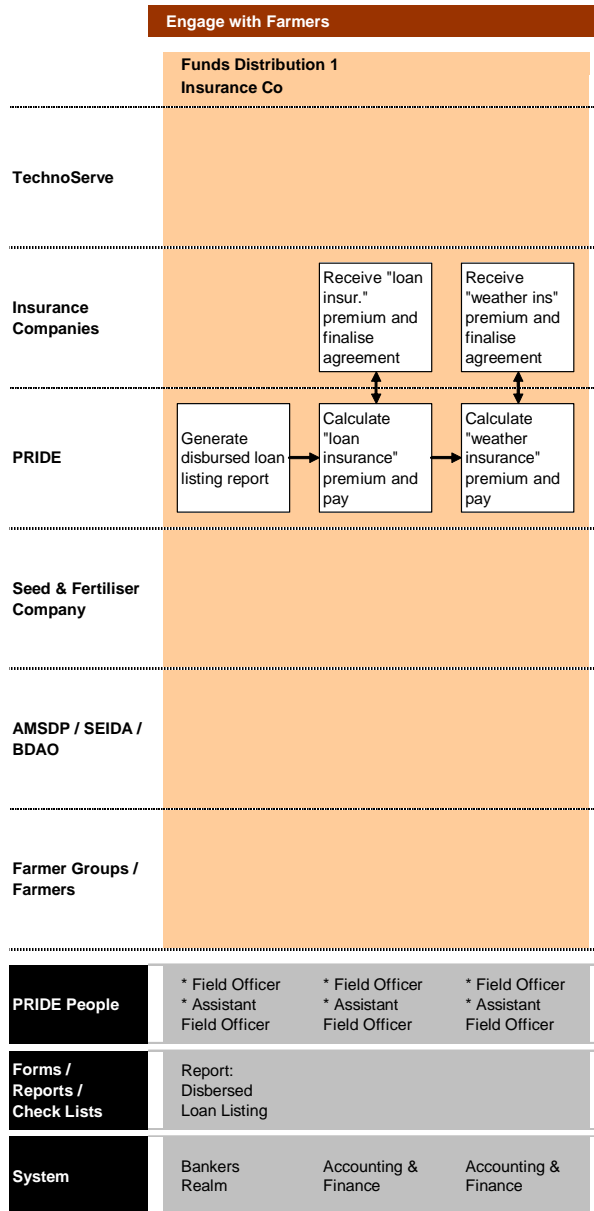 Engage with Farmers
Funds Distribution 1
Insurance Co
TechnoServe
Insurance
Companies
Receive "loan
insur."
premium and
finalise
agreement
Receive
"weather ins"
premium and
finalise
agreement
PRIDE
Generate
disbursed loan
listing report
Calculate
"loan
insurance"
premium and
pay
Calculate
"weather
insurance"
premium and
pay
Seed & Fertiliser
Company
AMSDP / SEIDA /
BDAO
Farmer Groups /
Farmers
PRIDE People
* Field Officer
* Assistant
Field Officer
* Field Officer
* Assistant
Field Officer
* Field Officer
* Assistant
Field Officer
Forms /
Reports /
Check Lists
Report:
Disbersed
Loan Listing
System
Bankers
Realm
Accounting &
Finance
Accounting &
Finance